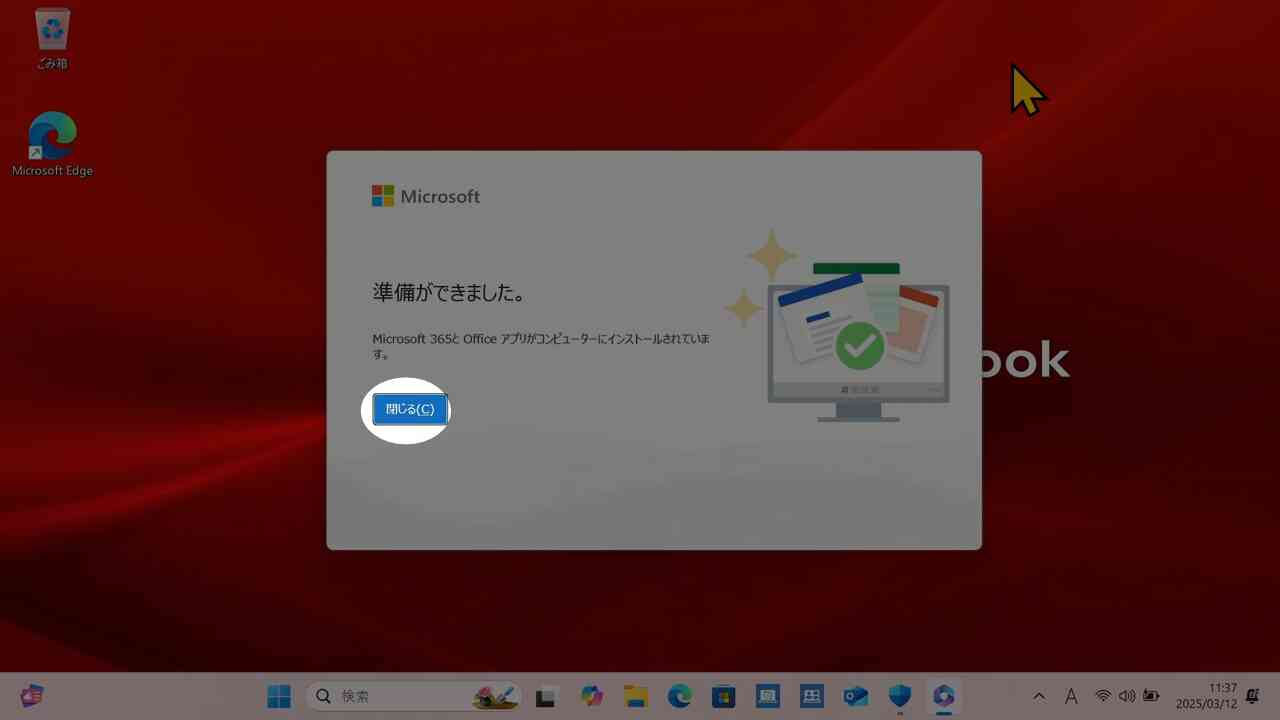 ごみ箱
Microsoft Edge
Microsoft
準備ができました。
Microsoft 365と Office アプリがコンピューターにインストールされていま
す。
閉じる(C)
ook
検索
A
11:37
2025/03/12